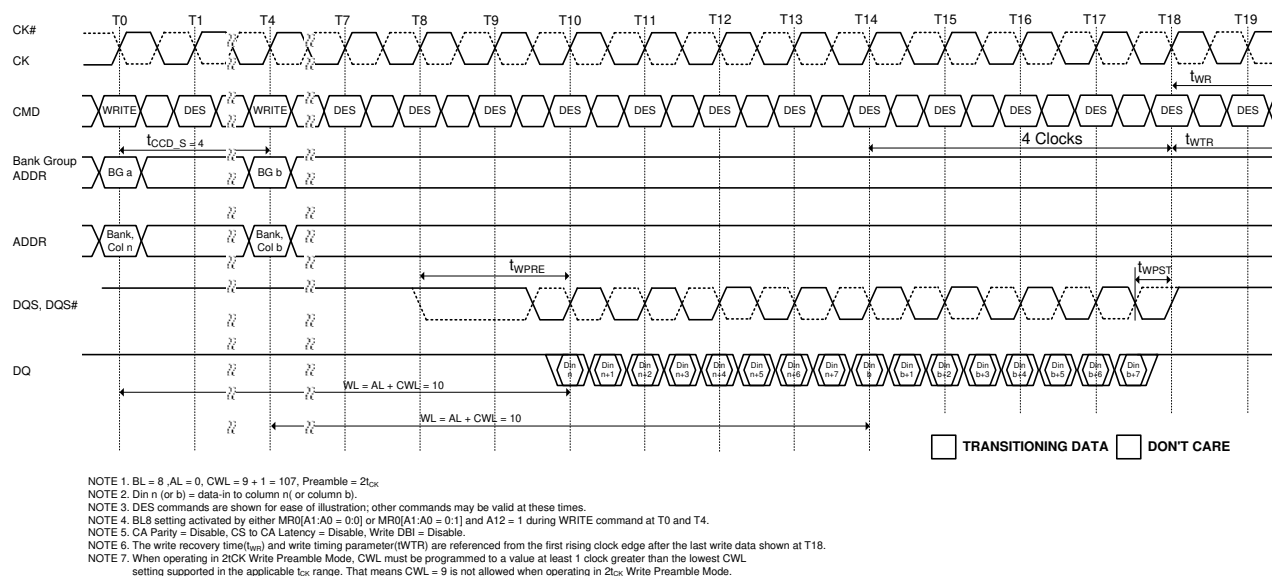 T0 T1 T4 T7 T8 T9 T10 T11 T12 T13 T14 T15 T16 T17 T18 T19
CK#
CK
tWR
CMD WRITE DES WRITE DES DES DES DES DES DES DES DES DES DES DES DES DES
tCCD_S = 4
4 Clocks
tWTR
Bank Group
ADDR
BG a BG b
ADDR
Bank, Bank,
Col n Col b
tWPRE
tWPST
DQS, DQS#
DQ
Din Din Din Din Din Din Din Din Din Din Din Din Din Din Din Din
n n+1 n+2 n+3 n+4 n+5 n+6 n+7 b b+1 b+2 b+3 b+4 b+5 b+6 b+7
WL = AL + CWL = 10
WL = AL + CWL = 10
TRANSITIONING DATA DON'T CARE
NOTE 1. BL = 8 ,AL = 0, CWL = 9 + 1 = 107, Preamble = 2tCK
NOTE 2. Din n (or b) = data-in to column n( or column b).
NOTE 3. DES commands are shown for ease of illustration; other commands may be valid at these times.
NOTE 4. BL8 setting activated by either MR0[A1:A0 = 0:0] or MR0[A1:A0 = 0:1] and A12 = 1 during WRITE command at T0 and T4.
NOTE 5. CA Parity = Disable, CS to CA Latency = Disable, Write DBI = Disable.
NOTE 6. The write recovery time(tWR) and write timing parameter(tWTR) are referenced from the first rising clock edge after the last write data shown at T18.
NOTE 7. When operating in 2tCK Write Preamble Mode, CWL must be programmed to a value at least 1 clock greater than the lowest CWL
setting supported in the applicable tCK range. That means CWL = 9 is not allowed when operating in 2tCK Write Preamble Mode.